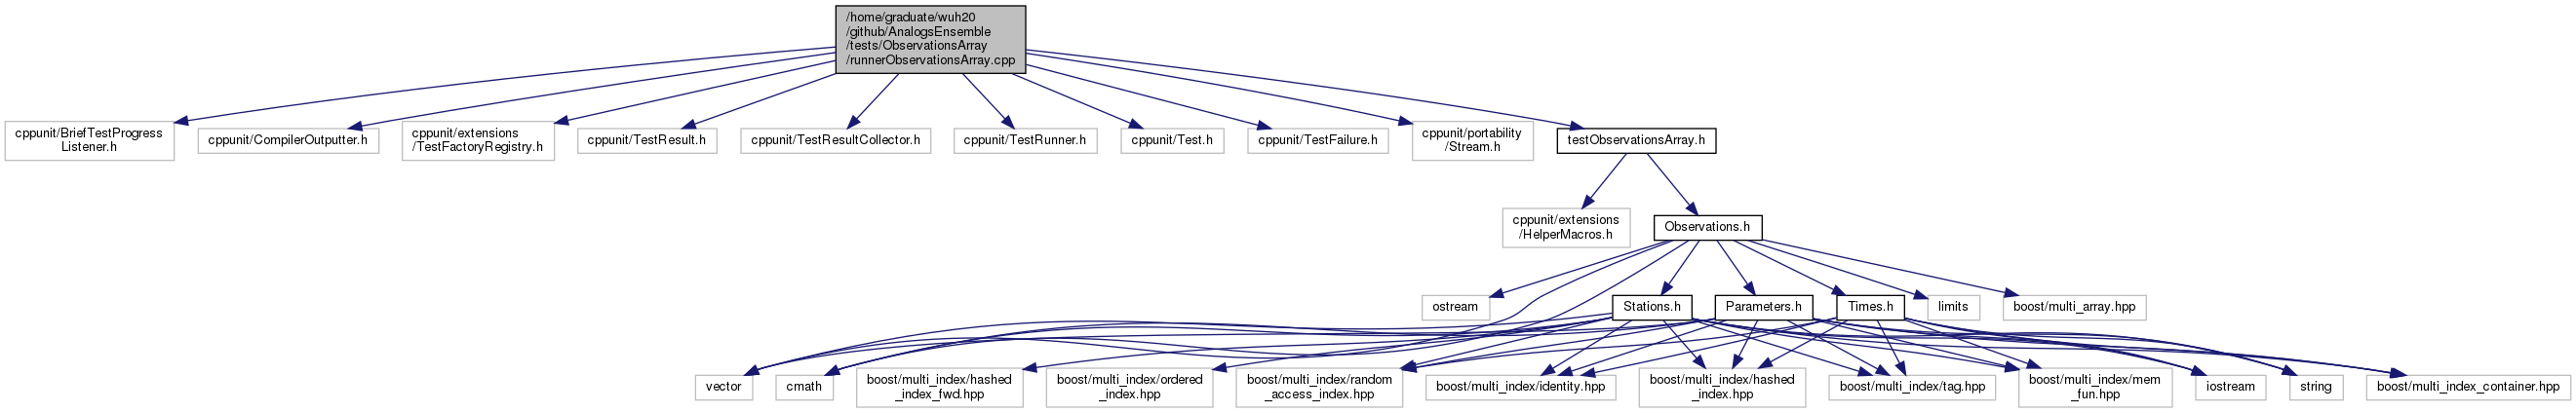 /home/graduate/wuh20
/github/AnalogsEnsemble
/tests/ObservationsArray
/runnerObservationsArray.cpp
cppunit/BriefTestProgress
Listener.h
cppunit/CompilerOutputter.h
cppunit/extensions
/TestFactoryRegistry.h
cppunit/TestResult.h
cppunit/TestResultCollector.h
cppunit/TestRunner.h
cppunit/Test.h
cppunit/TestFailure.h
cppunit/portability
/Stream.h
testObservationsArray.h
cppunit/extensions
/HelperMacros.h
Observations.h
ostream
Stations.h
Parameters.h
Times.h
limits
boost/multi_array.hpp
vector
cmath
boost/multi_index/hashed
_index_fwd.hpp
boost/multi_index/ordered
_index.hpp
boost/multi_index/random
_access_index.hpp
boost/multi_index/identity.hpp
boost/multi_index/hashed
_index.hpp
boost/multi_index/tag.hpp
boost/multi_index/mem
_fun.hpp
iostream
string
boost/multi_index_container.hpp